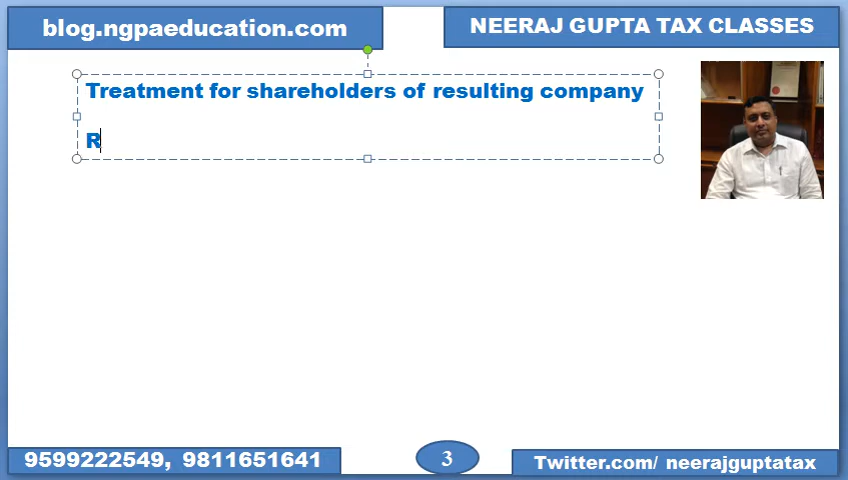 blog.ngpaeducation.com
NEERAJ GUPTA TAX CLASSES
Treatment for shareholders of resulting company
R
9599222549, 9811651641
3
Twitter.com/ neerajguptatax